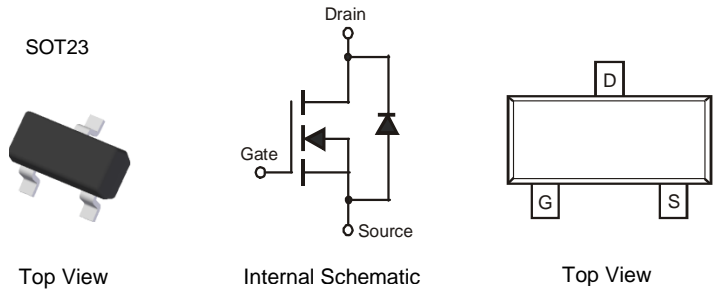 SOT23
Top View
Drain
Gate
Source
Internal Schematic
D
G S
Top View